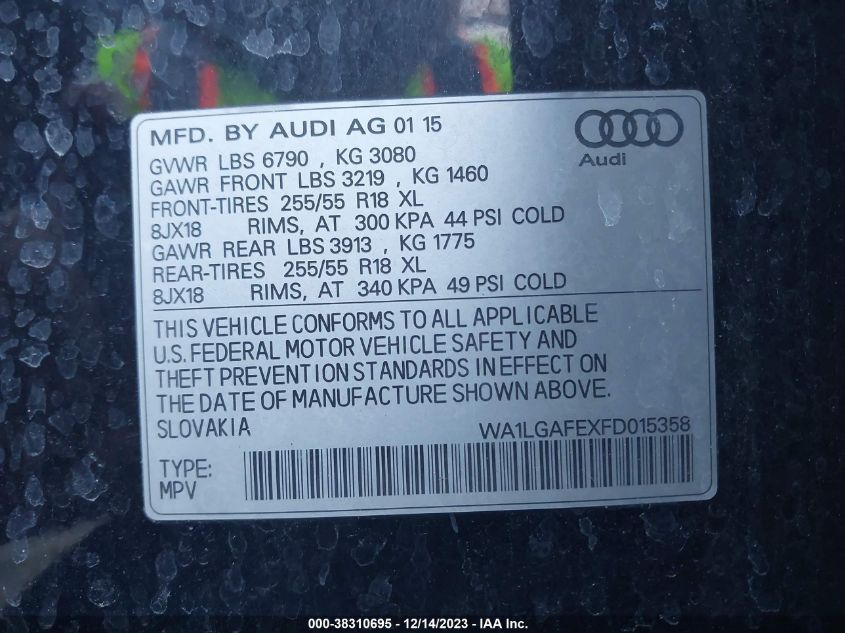 MFD. BY AUDI AG 01 15
Audi
GVWR LBS 6790 , KG 3080
GAWR FRONT LBS 3219 , KG 1460
FRONT-TIRES 255/55 R18 XL
8JX18 RIMS, AT 300 KPA 44 PSI COLD
GAWR REAR LBS 3913 , KG 1775
REAR-TIRES 255/55 R18 XL
8JX18 RIMS, AT 340 KPA 49 PSI COLD
THIS VEHICLE CONFORMS TO ALL APPLICABLE
U.S. FEDERAL MOTOR VEHICLE SAFETY AND
THEFT PREVENTION STANDARDS IN EFFECT ON
THE DATE OF MANUFACTURE SHOWN ABOVE.
SLOVAKIA WA1LGAFEXFD015358
TYPE:
MPV
000-38310695 - 12/14/2023 - IAA Inc.